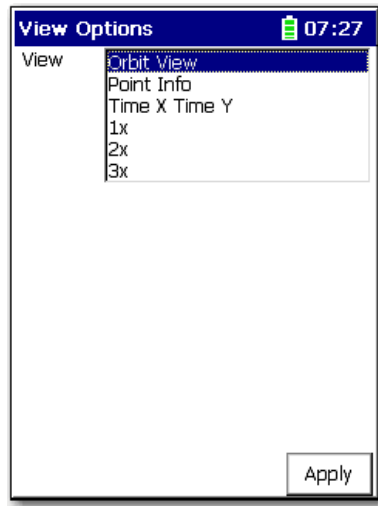 View Options 07:27
View
Orbit View
Point Info
Time X Time Y
1x
2x
3x
Apply